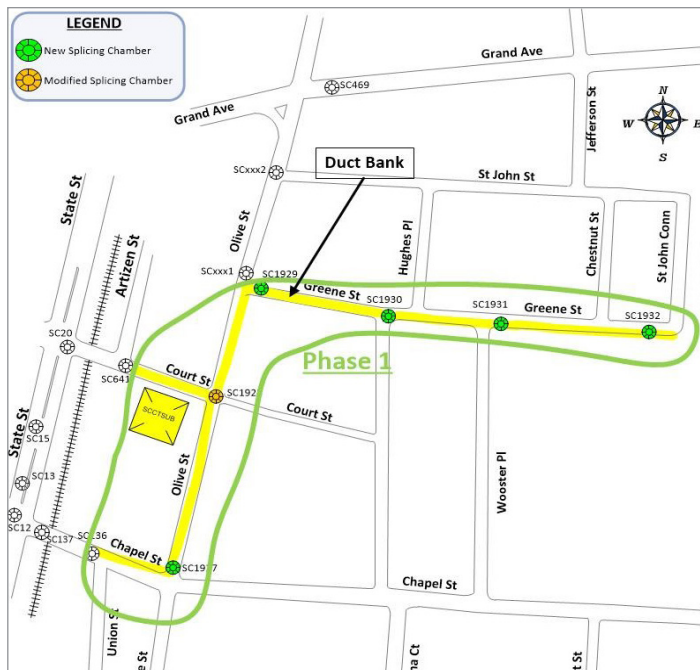 LEGEND
New Splicing Chamber
Modified Splicing Chamber
Grand Ave
SC469
Grand Ave
Jefferson St
N
W E
S
Duct Bank
SCxxx2
St John St
State St
Olive St
Artizen St
Hughes Pl
Chestnut St
St John Conn
SCxxx1
SC1929
Greene St
SC1930
SC1931
Greene St
SC1932
SC20
Phase 1
SC641
Court St
SC192
SCCTSUB
Court St
State St
SC15
Olive St
Wooster Pl
SC13
SC12
SC137
SC136
Chapel St
SC1917
Chapel St
Union St